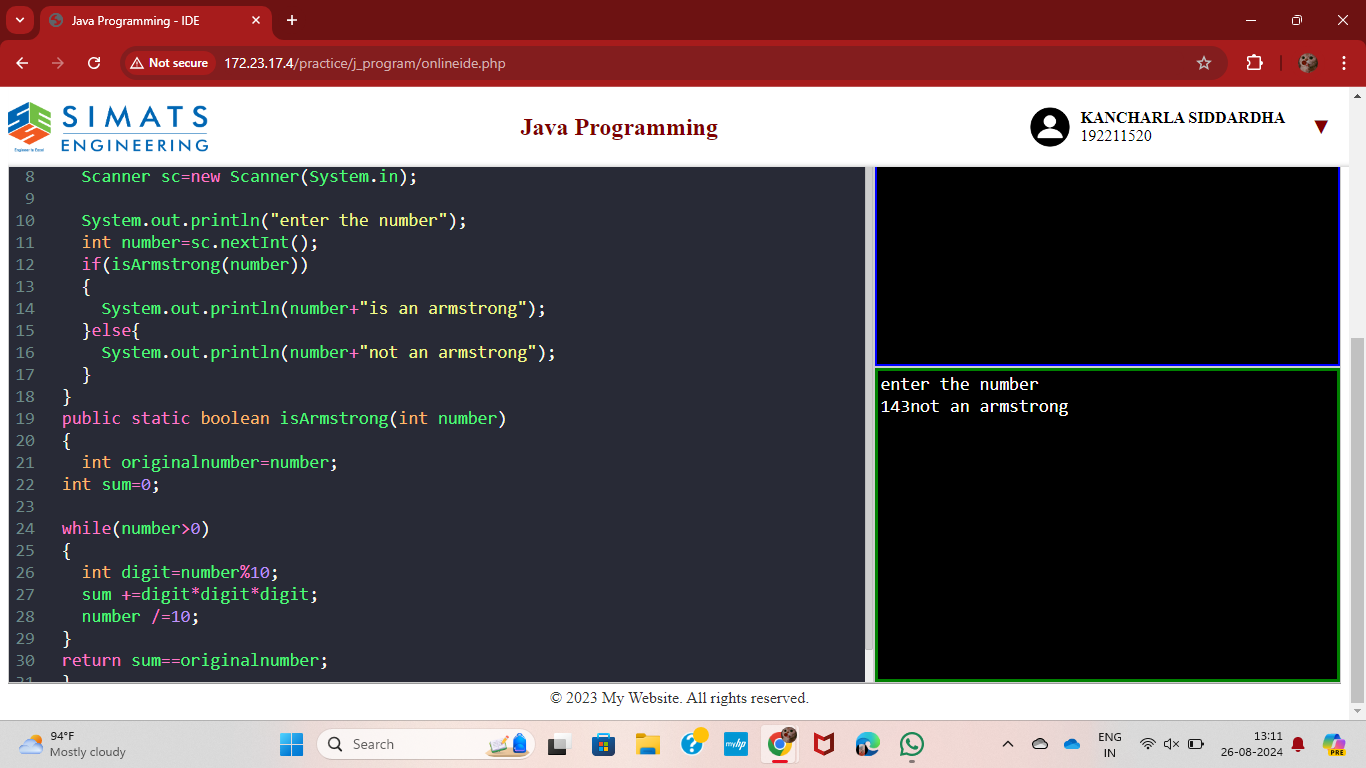 Java Programming - IDE
Not secure 172.23.17.4/practice/j_program/onlineide.php
SIMATS
ENGINEERING
Engineer to Excel
Java Programming
KANCHARLA SIDDARDHA
192211520
8 Scanner sc=new Scanner(System.in);
9
10 System.out.println("enter the number");
11 int number=sc.nextInt();
12 if(isArmstrong(number))
13 {
14 System.out.println(number+"is an armstrong");
15 }else{
16 System.out.println(number+"not an armstrong");
17 }
18 }
19 public static boolean isArmstrong(int number)
20 {
21 int originalnumber=number;
22 int sum=0;
23
24 while(number>0)
25 {
26 int digit=number%10;
27 sum +=digit*digit*digit;
28 number /=10;
29 }
30 return sum==originalnumber;
31 }
enter the number
143not an armstrong
© 2023 My Website. All rights reserved.
94°F
Mostly cloudy
Search
mhp
ENG
IN
13:11
26-08-2024
PRE